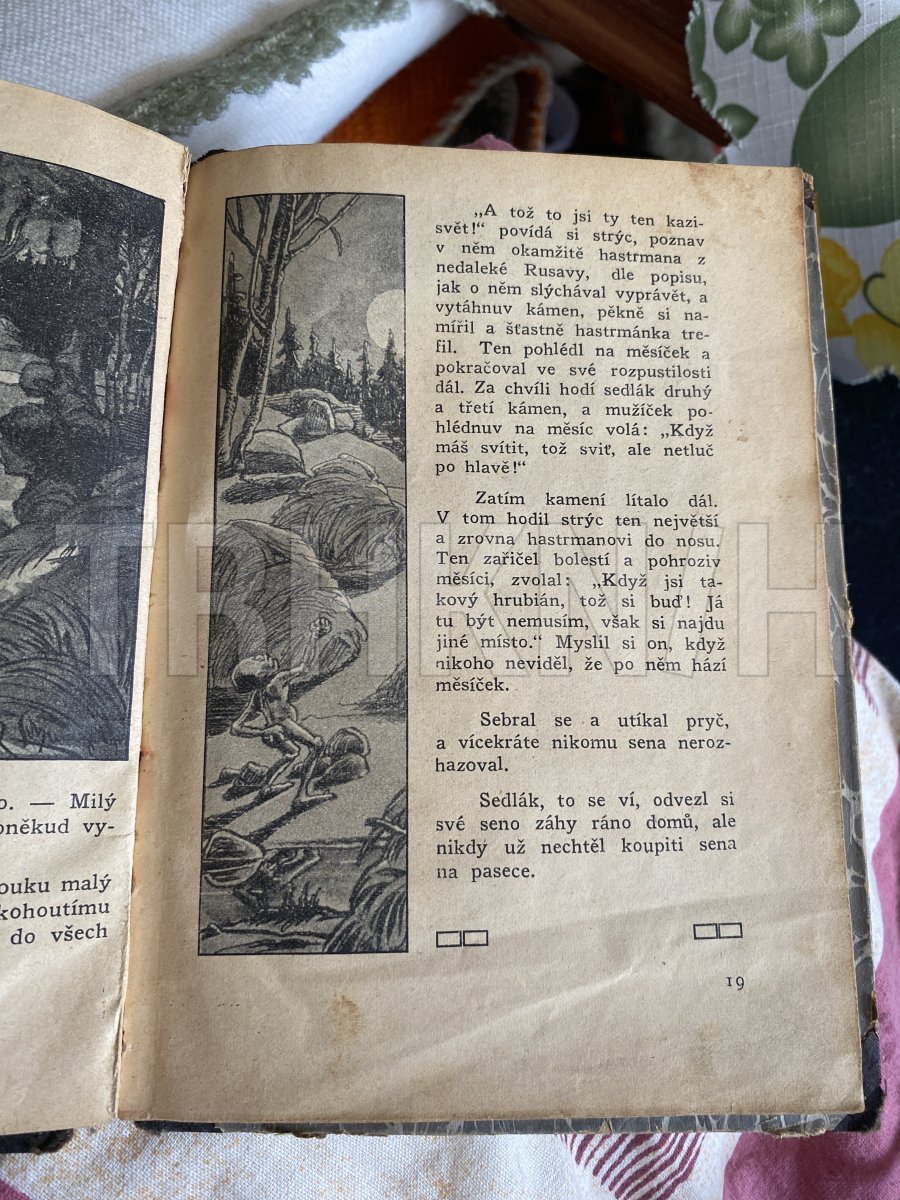 o. — Milý
oněkud vy-
ouku malý
kohoutímu
do všech
„A tož to jsi ty ten kazi-
svět!“ povídá si strýc, poznav
v něm okamžitě hastrmana z
nedaleké Rusavy, dle popisu,
jak o něm slýchával vyprávět, a
vytáhnuv kámen, pěkně si na-
mířil a šťastně hastrmánka tre-
fil. Ten pohlédl na měsíček a
pokračoval ve své rozpustilosti
dál. Za chvíli hodí sedlák druhý
a třetí kámen, a mužíček po-
hlédnuv na měsíc volá: „Když
máš svítit, tož sviť, ale netluč
po hlavě!“
Zatím kamení lítalo dál.
V tom hodil strýc ten největší
a zrovna hastrmanovi do nosu.
Ten zařičel bolestí a pohroziv
měsíci, zvolal: „Když jsi ta-
kový hrubián, tož si buď! Já
tu být nemusím, však si najdu
jiné místo.“ Myslil si on, když
nikoho neviděl, že po něm hází
měsíček.
Sebral se a utíkal pryč,
a vícekráte nikomu sena neroz-
hazoval.
Sedlák, to se ví, odvezl si
své seno záhy ráno domů, ale
nikdy už nechtěl koupiti sena
na pasece.
19
TRHKNIH